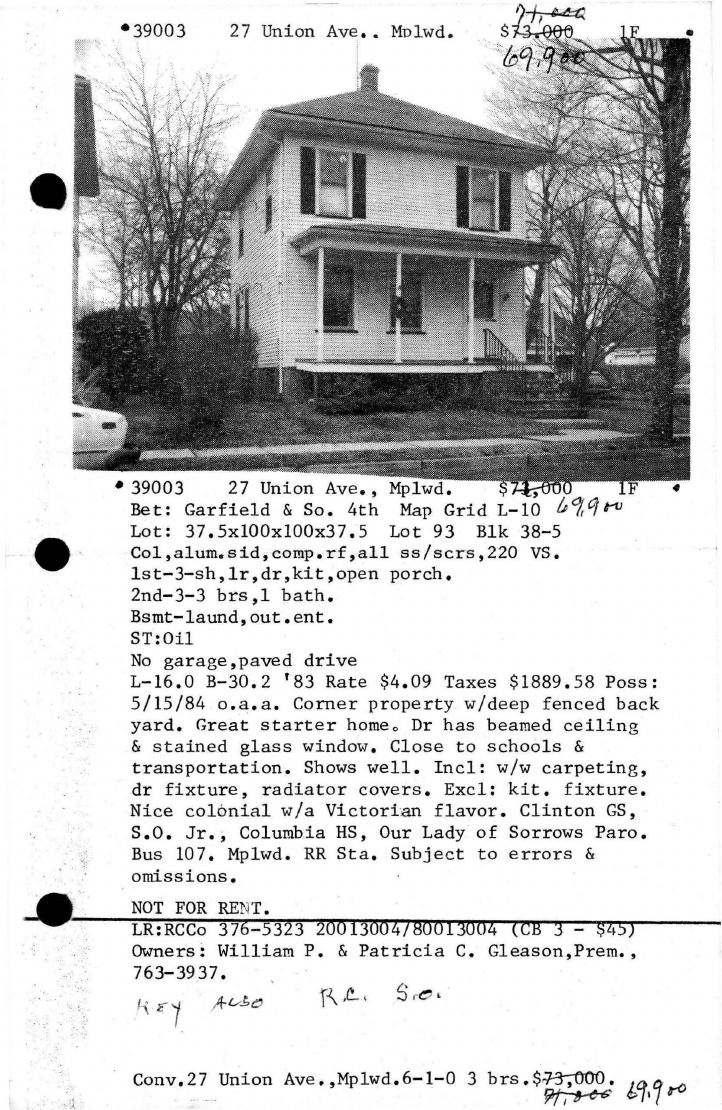 71,000
39003 27 Union Ave.. Mplwd. $73.000 1F
69,900
39003 27 Union Ave., Mplwd. $71,000 1F
Bet: Garfield & So. 4th Map Grid L-10 69,900
Lot: 37.5x100x100x37.5 Lot 93 Blk 38-5
Col,alum.sid,comp.rf,all ss/scrs,220 VS.
1st-3-sh,lr,dr,kit,open porch.
2nd-3-3 brs,1 bath.
Bsmt-laund,out.ent.
ST:Oil
No garage,paved drive
L-16.0 B-30.2 '83 Rate $4.09 Taxes $1889.58 Poss:
5/15/84 o.a.a. Corner property w/deep fenced back
yard. Great starter home. Dr has beamed ceiling
& stained glass window. Close to schools &
transportation. Shows well. Incl: w/w carpeting,
dr fixture, radiator covers. Excl: kit. fixture.
Nice colonial w/a Victorian flavor. Clinton GS,
S.O. Jr., Columbia HS, Our Lady of Sorrows Paro.
Bus 107. Mplwd. RR Sta. Subject to errors &
omissions.
NOT FOR RENT.
LR:RCCo 376-5323 20013004/80013004 (CB 3 - $45)
Owners: William P. & Patricia C. Gleason,Prem.,
763-3937.
KEY ALSO R.C. S.O.
Conv.27 Union Ave.,Mplwd.6-1-0 3 brs.$73,000.
71,000 69,900